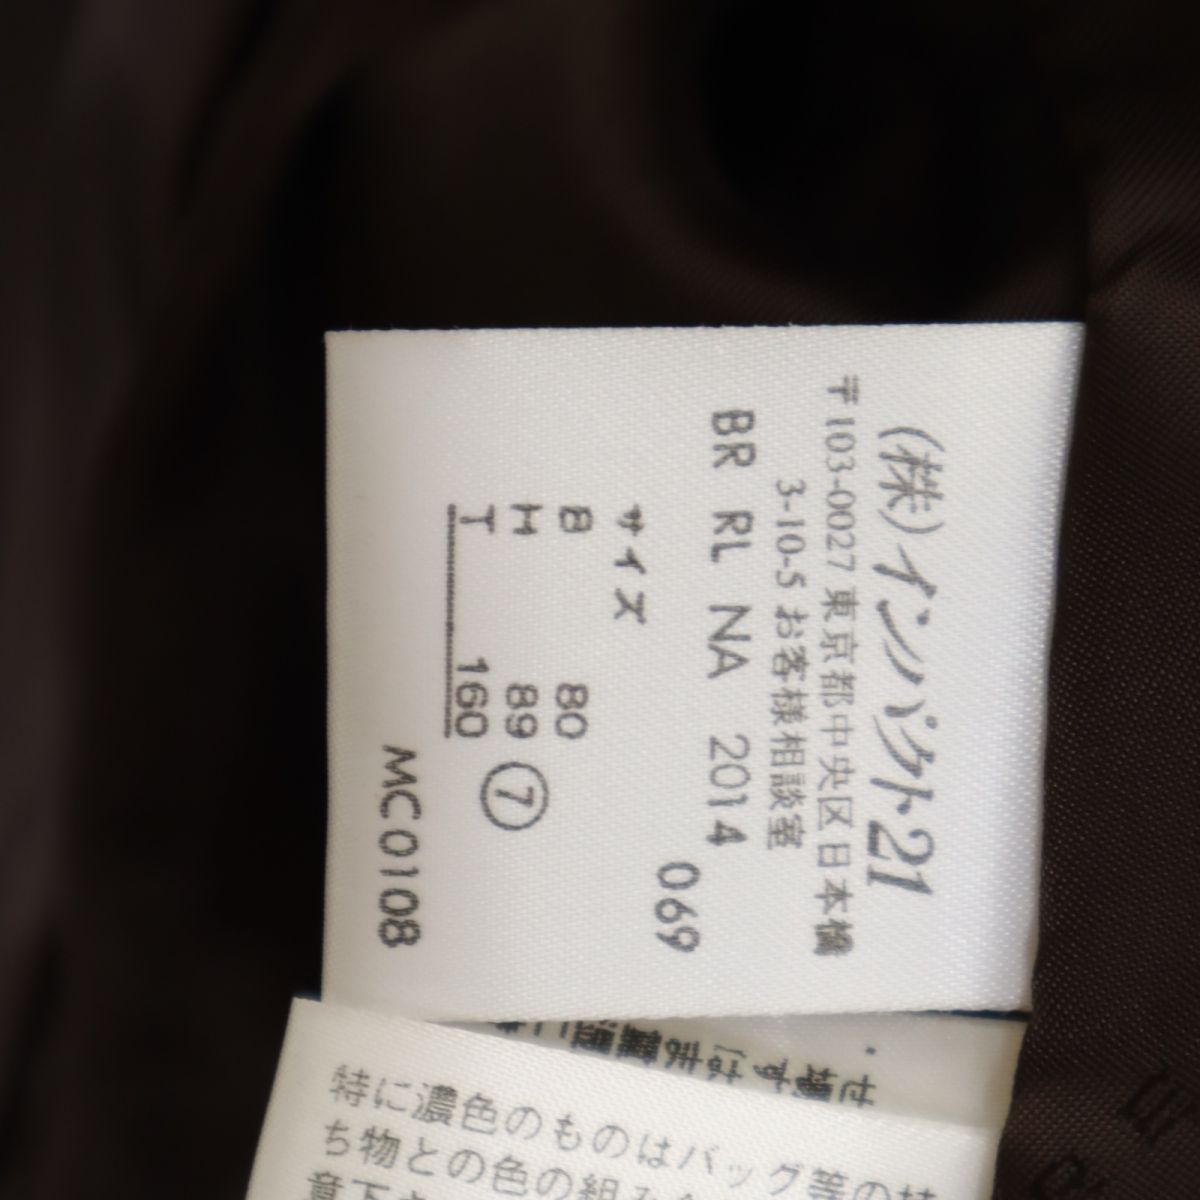 (株)インパクト21
〒103-0027 東京都中央区日本橋
3-10-5 お客様相談室
BR RL NA 2014
069
サイズ
B 80
H 89 ⑦
T 160
MC0108
特に濃色のものはバッグ等の
ち物との色の組み